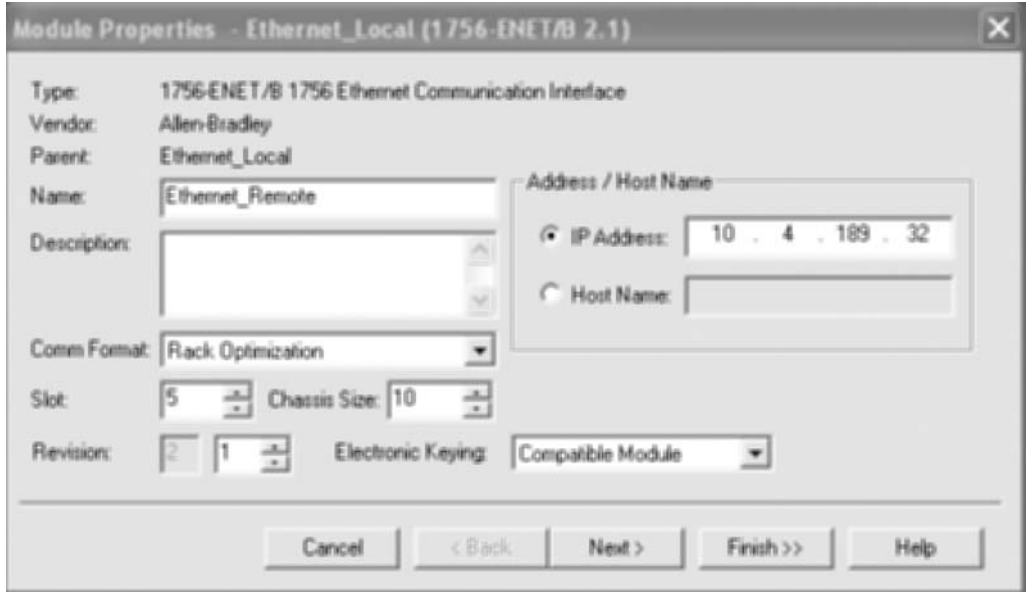 Module Properties - Ethernet_Local (1756-ENET/B 2.1)
Type: 1756-ENET/B 1756 Ethernet Communication Interface
Vendor: Allen-Bradley
Parent: Ethernet_Local
Name: Ethernet_Remote
Description:
Address / Host Name
IP Address: 10 . 4 . 189 . 32
Host Name:
Comm Format: Rack Optimization
Slot: 5 Chassis Size: 10
Revision: 2 1 Electronic Keying: Compatible Module
Cancel < Back Next > Finish >> Help